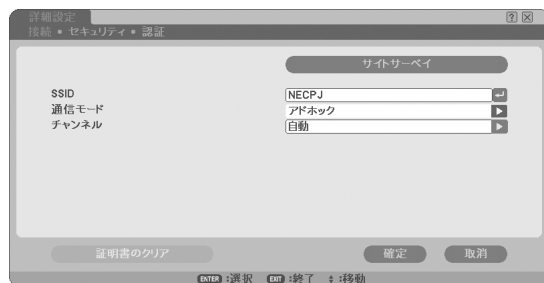 詳細設定
接続 • セキュリティ • 認証
サイトサーベイ
SSID NECPJ
通信モード アドホック
チャンネル 自動
証明書のクリア 確定 取消
ENTER :選択 EXIT :終了 :移動